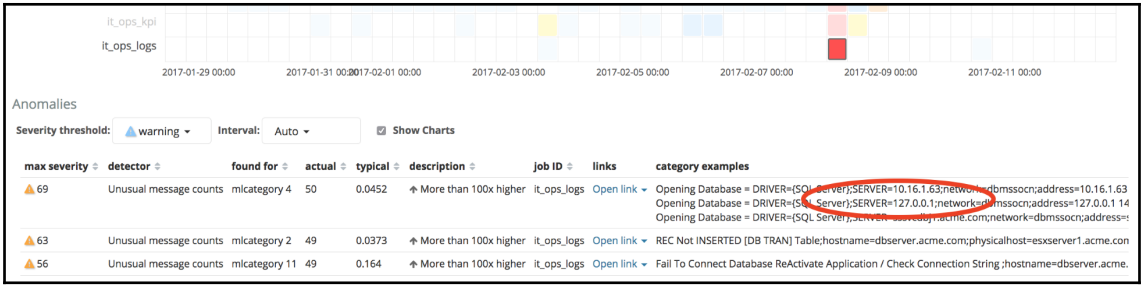 it_ops_kpi
it_ops_logs
2017-01-29 00:00 2017-01-31 00:00 2017-02-01 00:00 2017-02-03 00:00 2017-02-05 00:00 2017-02-07 00:00 2017-02-09 00:00 2017-02-11 00:00
Anomalies
Severity threshold: warning Interval: Auto Show Charts
max severity detector found for actual typical description job ID links category examples
69 Unusual message counts mlcategory 4 50 0.0452 More than 100x higher it_ops_logs Open link Opening Database = DRIVER={SQL Server};SERVER=10.16.1.63;network=dbmssocn;address=10.16.1.63
Opening Database = DRIVER={SQL Server};SERVER=127.0.0.1;network=dbmssocn;address=127.0.0.1 14
Opening Database = DRIVER={SQL Server};network=dbmssocn;address=
63 Unusual message counts mlcategory 2 49 0.0373 More than 100x higher it_ops_logs Open link REC Not INSERTED [DB TRAN] Table;hostname=dbserver.acme.com;physicalhost=esxserver1.acme.com
56 Unusual message counts mlcategory 11 49 0.164 More than 100x higher it_ops_logs Open link Fail To Connect Database ReActivate Application / Check Connection String ;hostname=dbserver.acme.